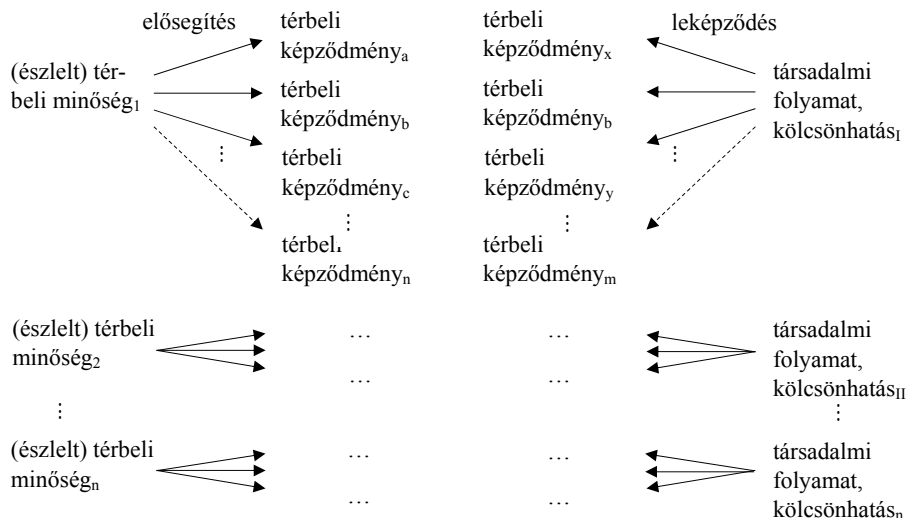 elősegítés
leképződés
(észlelt) tér-
beli minőség₁
térbeli
képződményₐ
térbeli
képződmény_b
térbeli
képződmény_c
⋮
⋮
térbeli
képződményₙ
térbeli
képződményₓ
térbeli
képződmény_b
térbeli
képződmény_y
⋮
⋮
térbeli
képződményₘ
társadalmi
folyamat,
kölcsönhatás_I
(észlelt) térbeli
minőség₂
…
…
…
…
társadalmi
folyamat,
kölcsönhatás_II
⋮
⋮
(észlelt) térbeli
minőségₙ
…
…
…
…
társadalmi
folyamat,
kölcsönhatásₙ